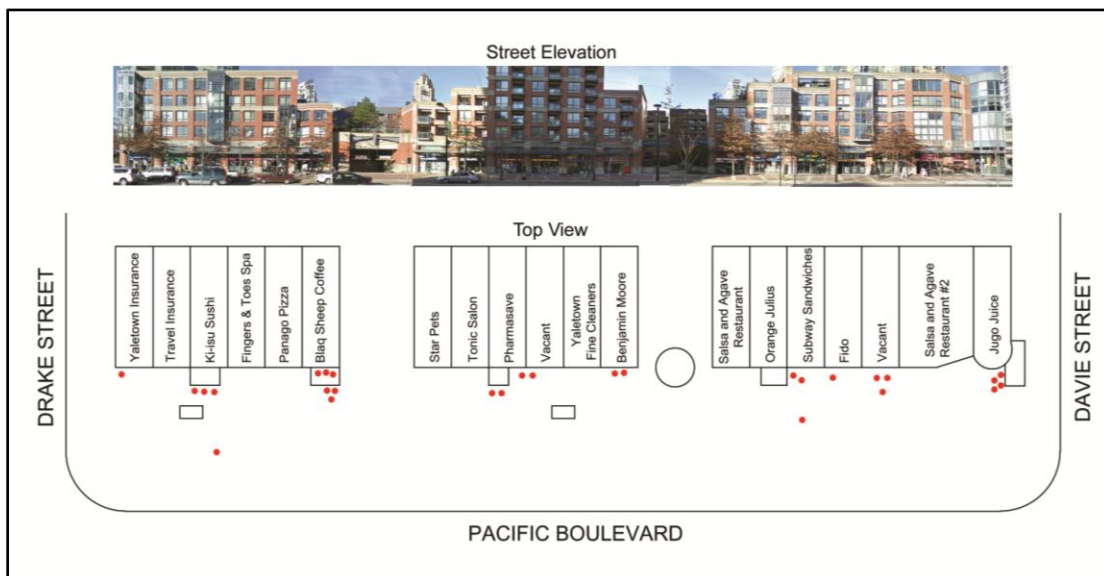 Street Elevation
Top View
DRAKE STREET
Yaletown Insurance
Travel Insurance
Ki-isu Sushi
Fingers & Toes Spa
Panago Pizza
Blaq Sheep Coffee
Star Pets
Tonic Salon
Pharmasave
Vacant
Yaletown
Fine Cleaners
Benjamin Moore
Salsa and Agave
Restaurant
Orange Julius
Subway Sandwiches
Fido
Vacant
Salsa and Agave
Restaurant #2
Jugo Juice
DAVIE STREET
PACIFIC BOULEVARD